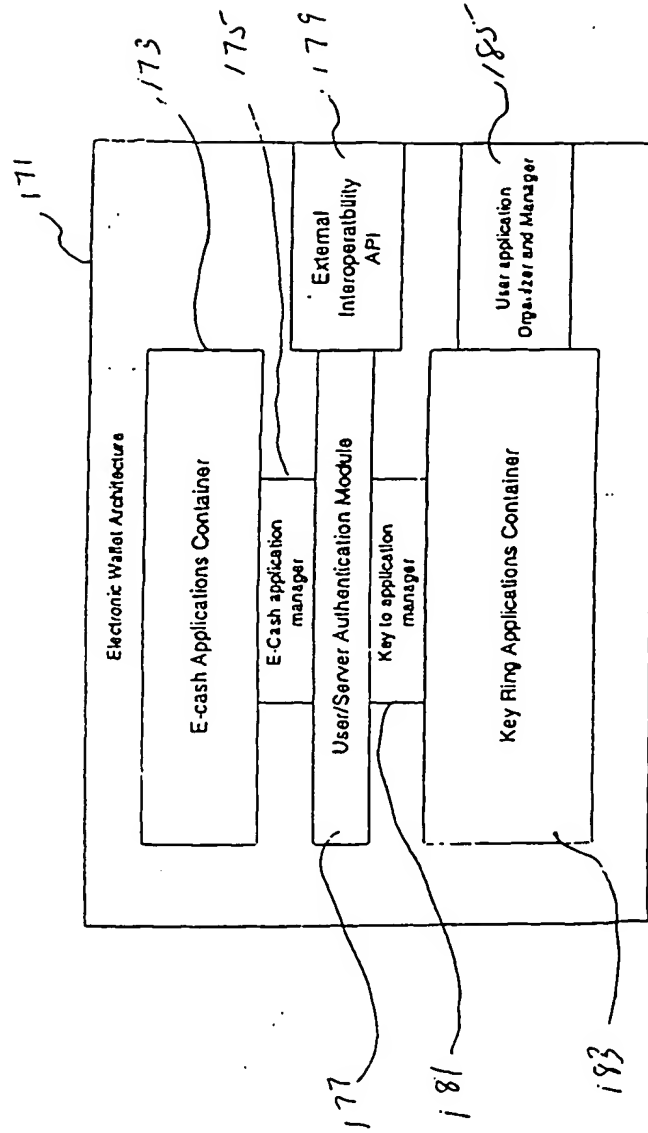 171
173
175
179
185
Electronic Wallet Architecture
E-cash Applications Container
E-Cash application
manager
User/Server Authentication Module
External
Interoperability
API
Key to application
manager
Key Ring Applications Container
User application
Organizer and Manager
177
181
183